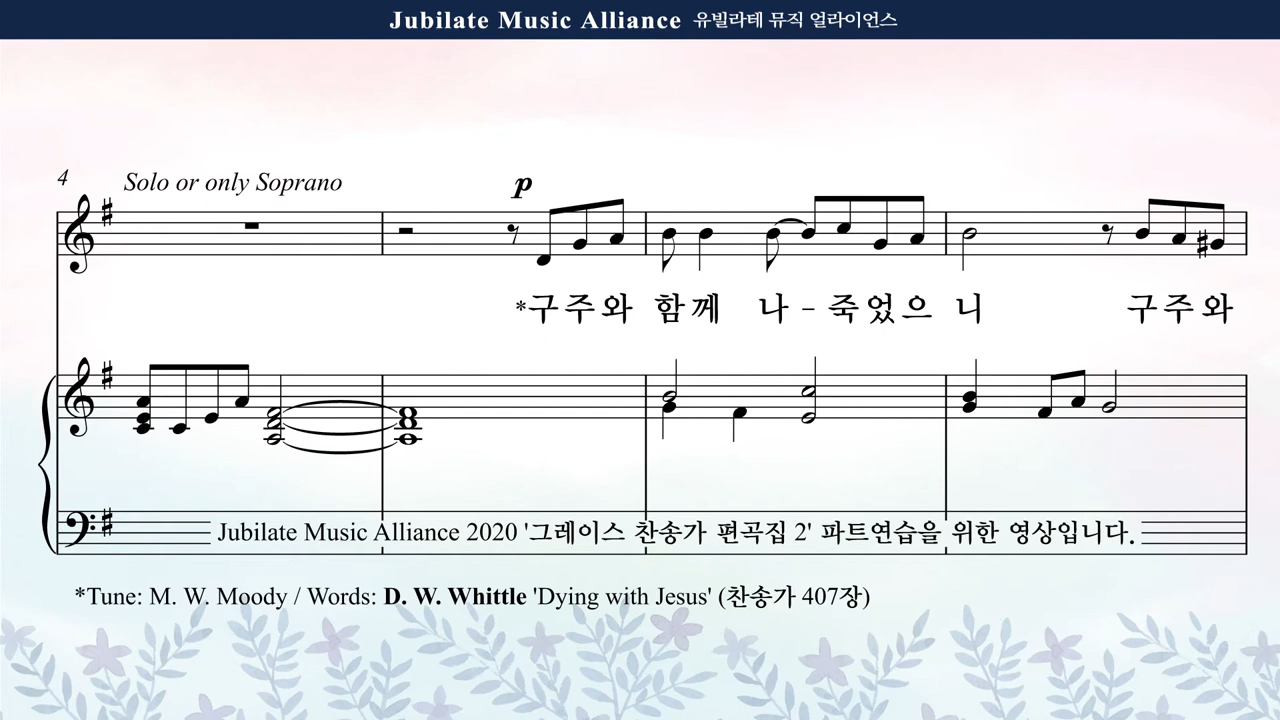 Jubilate Music Alliance 유빌라테 뮤직 얼라이언스
4 Solo or only Soprano p
*구주와 함께 나-죽었으니 구주와
Jubilate Music Alliance 2020 '그레이스 찬송가 편곡집 2' 파트연습을 위한 영상입니다.
*Tune: M. W. Moody / Words: D. W. Whittle 'Dying with Jesus' (찬송가 407장)